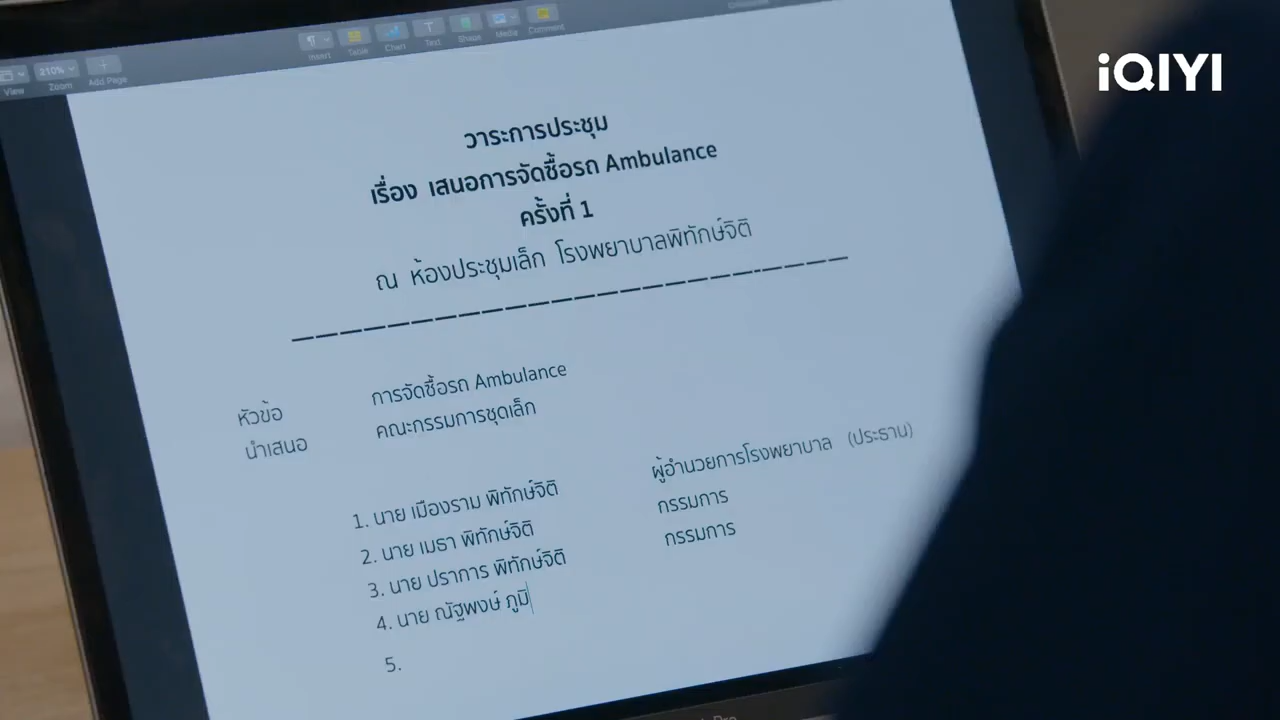 Insert
Table
Chart
Text
Shape
Media
Comment
View
210%
Zoom
Add Page
iQIYI
วาระการประชุม
เรื่อง เสนอการจัดซื้อรถ Ambulance
ครั้งที่ 1
ณ ห้องประชุมเล็ก โรงพยาบาลพิทักษ์จิติ
หัวข้อ การจัดซื้อรถ Ambulance
นำเสนอ คณะกรรมการชุดเล็ก
1. นาย เมืองราม พิทักษ์จิติ ผู้อำนวยการโรงพยาบาล (ประธาน)
2. นาย เมธา พิทักษ์จิติ กรรมการ
3. นาย ปราการ พิทักษ์จิติ กรรมการ
4. นาย ณัฐพงษ์ ภูมิ
5.
Pro